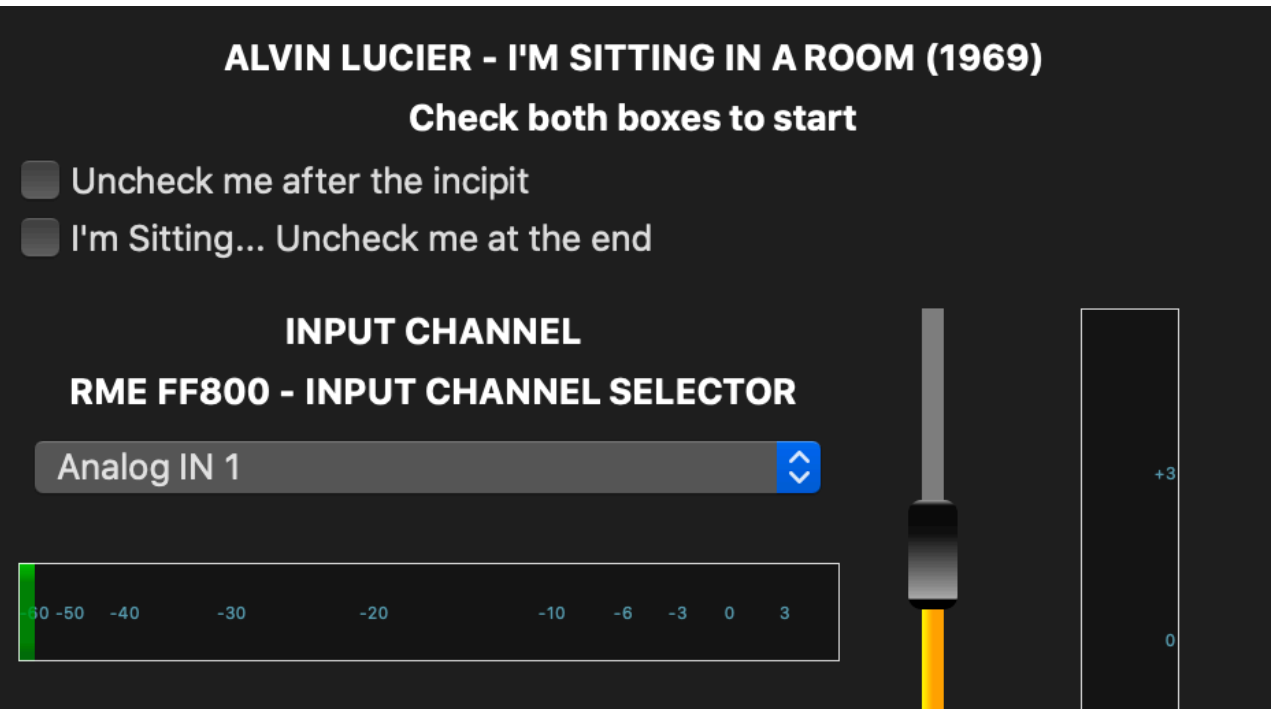 ALVIN LUCIER - I'M SITTING IN A ROOM (1969)
Check both boxes to start
Uncheck me after the incipit
I'm Sitting... Uncheck me at the end
INPUT CHANNEL
RME FF800 - INPUT CHANNEL SELECTOR
Analog IN 1
+3
-60 -50 -40 -30 -20 -10 -6 -3 0 3
0